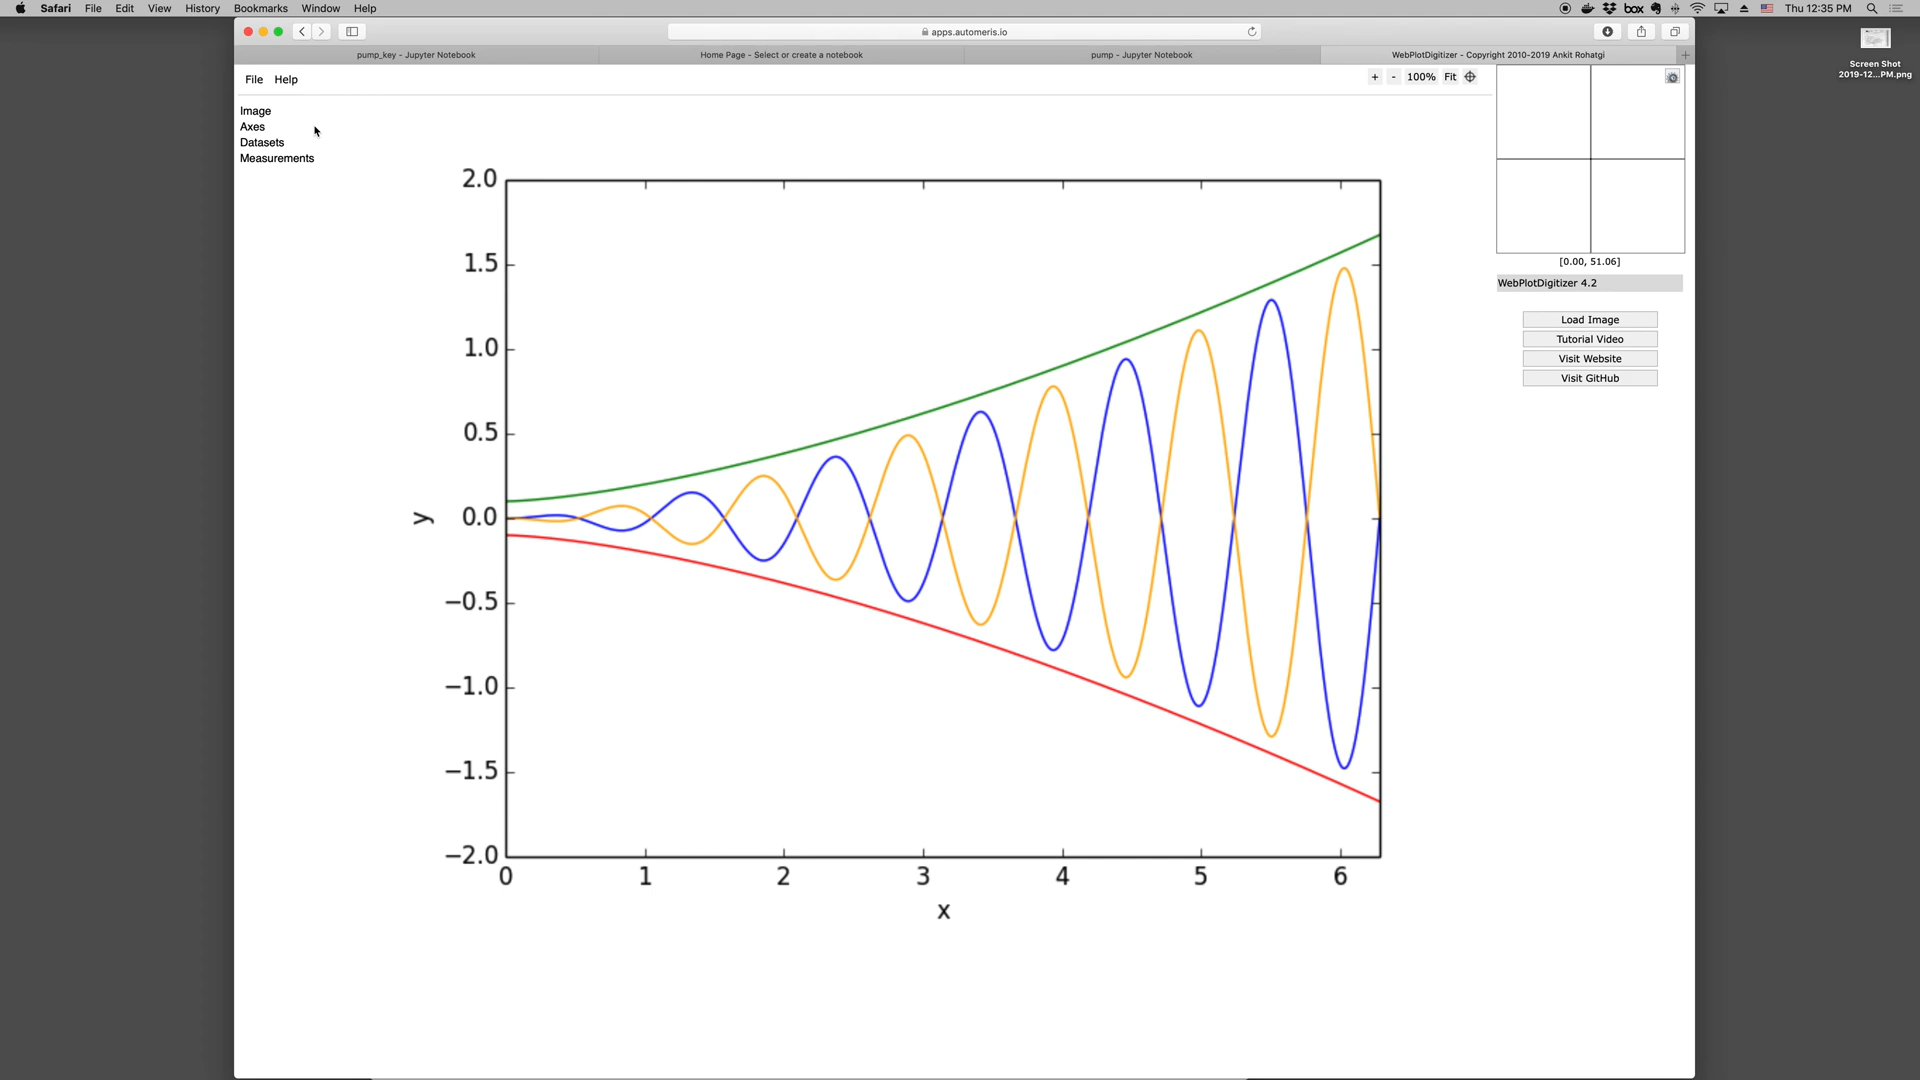 Safari File Edit View History Bookmarks Window Help
box Thu 12:35 PM
apps.automeris.io
pump_key - Jupyter Notebook
Home Page - Select or create a notebook
pump - Jupyter Notebook
WebPlotDigitizer - Copyright 2010-2019 Ankit Rohatgi
+
Screen Shot
2019-12...PM.png
File Help
+ - 100% Fit
Image
Axes
Datasets
Measurements
2.0
1.5
1.0
0.5
0.0
−0.5
−1.0
−1.5
−2.0
y
0 1 2 3 4 5 6
x
[0.00, 51.06]
WebPlotDigitizer 4.2
Load Image
Tutorial Video
Visit Website
Visit GitHub